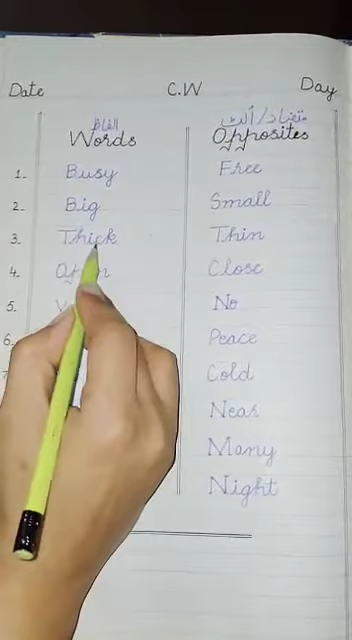 Date C.W Day
الفاظ متضاد/الٹ
Words Opposites
1. Busy Free
2. Big Small
3. Thick Thin
4. Open Close
5. No
6. Peace
Cold
Near
Many
Night